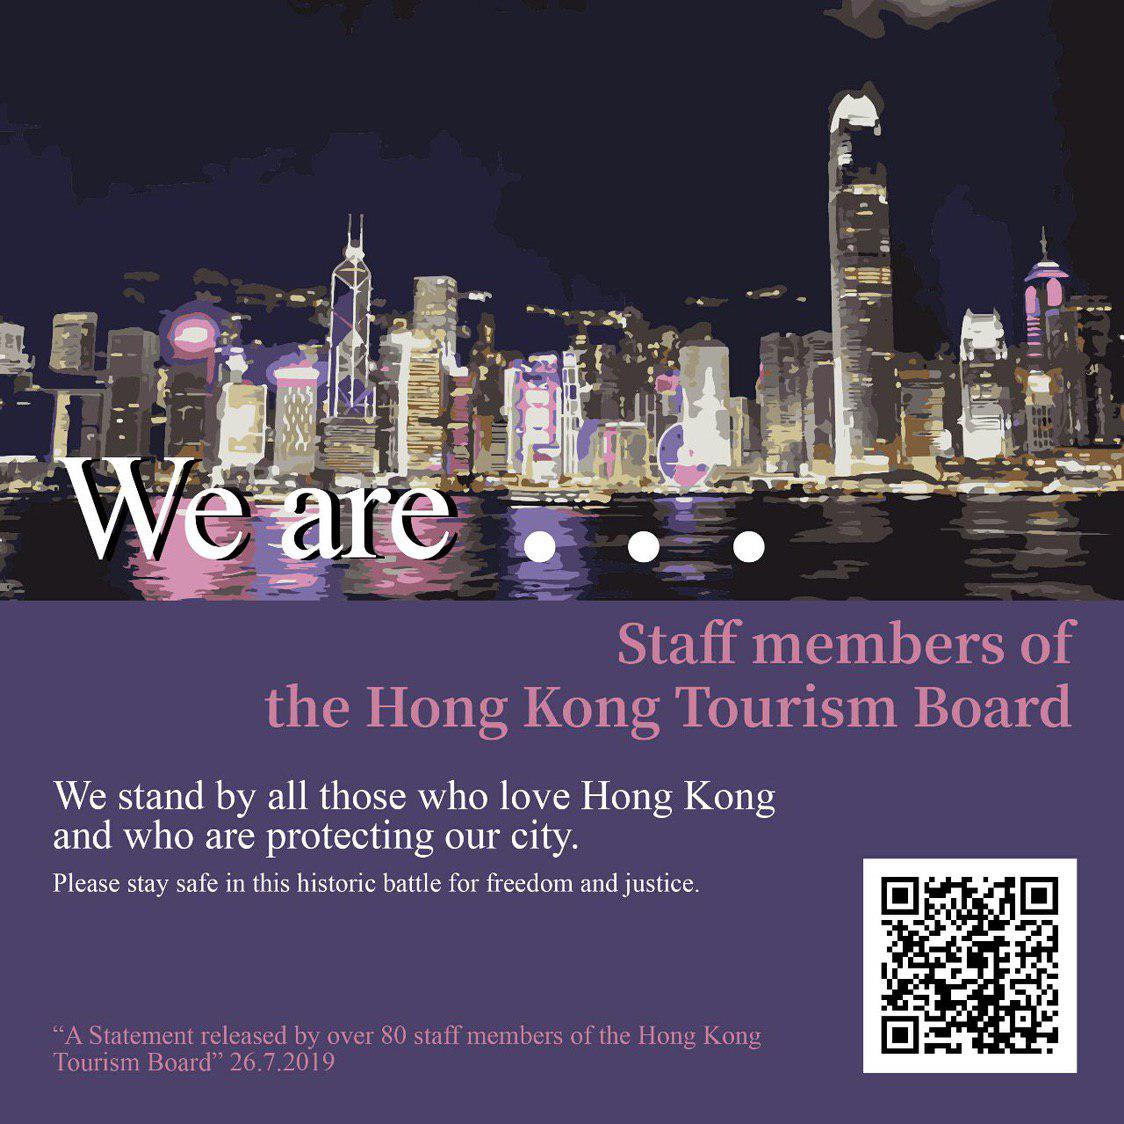 We are . . .
Staff members of
the Hong Kong Tourism Board
We stand by all those who love Hong Kong
and who are protecting our city.
Please stay safe in this historic battle for freedom and justice.
“A Statement released by over 80 staff members of the Hong Kong
Tourism Board” 26.7.2019